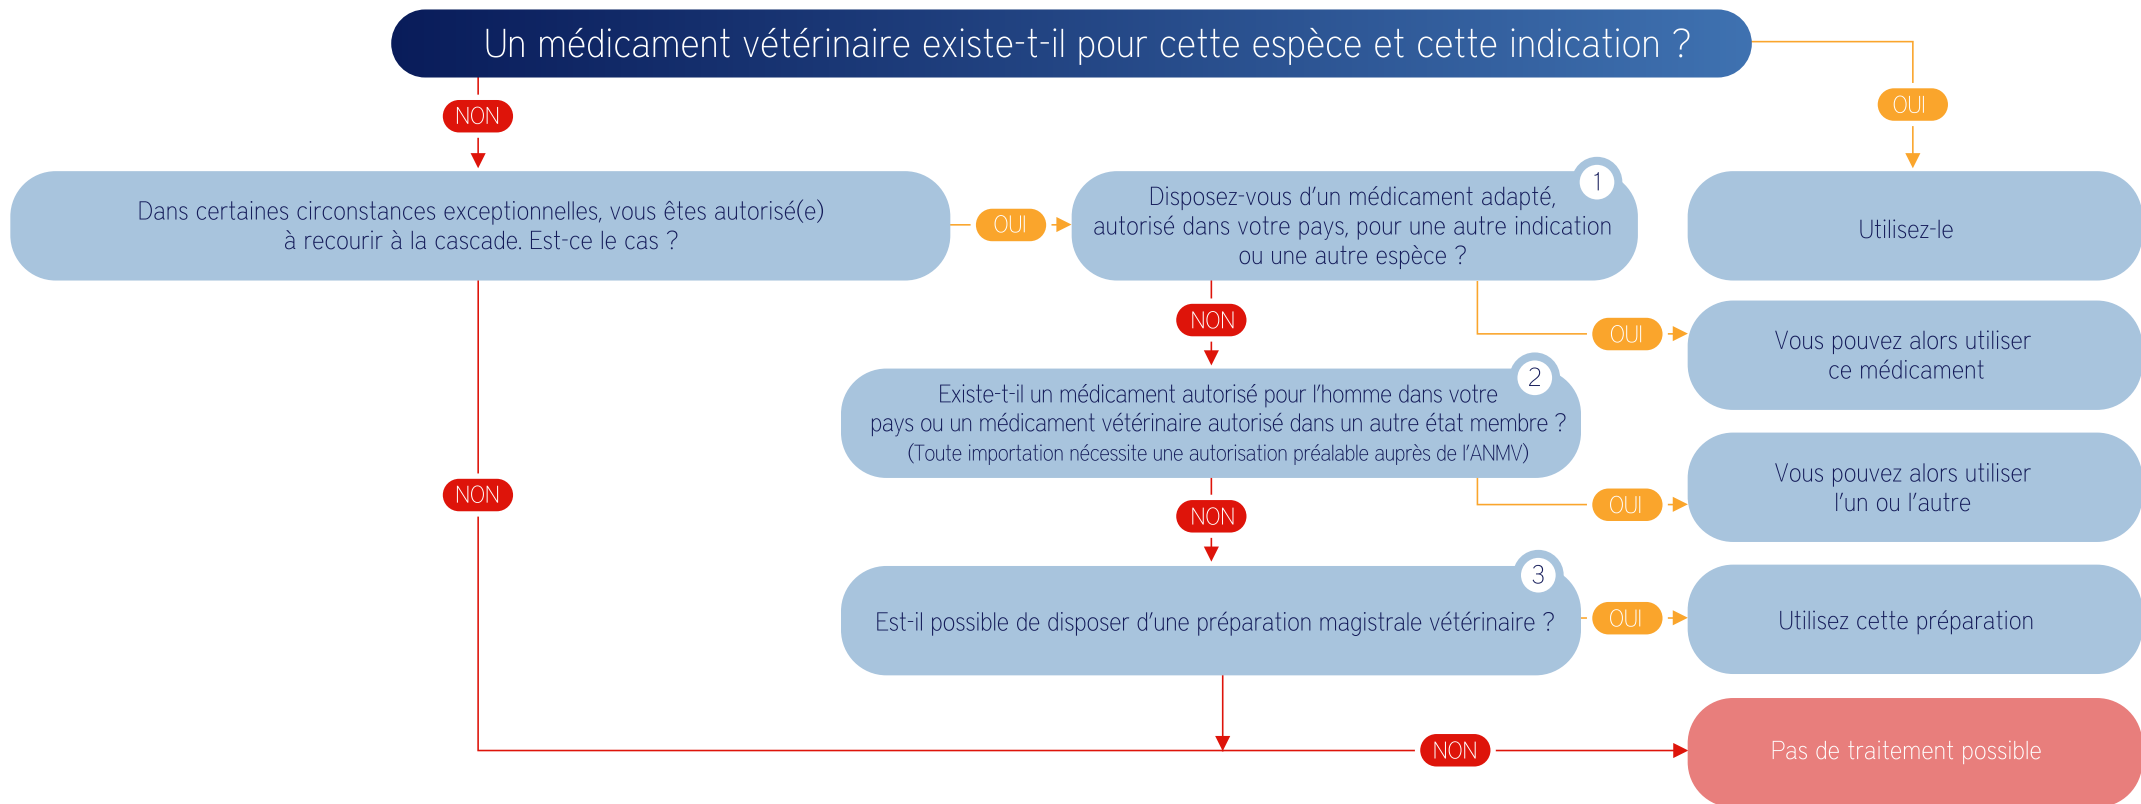 Un médicament vétérinaire existe-t-il pour cette espèce et cette indication ?
NON
OUI
Dans certaines circonstances exceptionnelles, vous êtes autorisé(e)
à recourir à la cascade. Est-ce le cas ?
OUI
1
Disposez-vous d’un médicament adapté,
autorisé dans votre pays, pour une autre indication
ou une autre espèce ?
Utilisez-le
NON
OUI
Vous pouvez alors utiliser
ce médicament
2
Existe-t-il un médicament autorisé pour l’homme dans votre
pays ou un médicament vétérinaire autorisé dans un autre état membre ?
(Toute importation nécessite une autorisation préalable auprès de l’ANMV)
NON
NON
OUI
Vous pouvez alors utiliser
l’un ou l’autre
3
Est-il possible de disposer d’une préparation magistrale vétérinaire ?
OUI
Utilisez cette préparation
NON
Pas de traitement possible